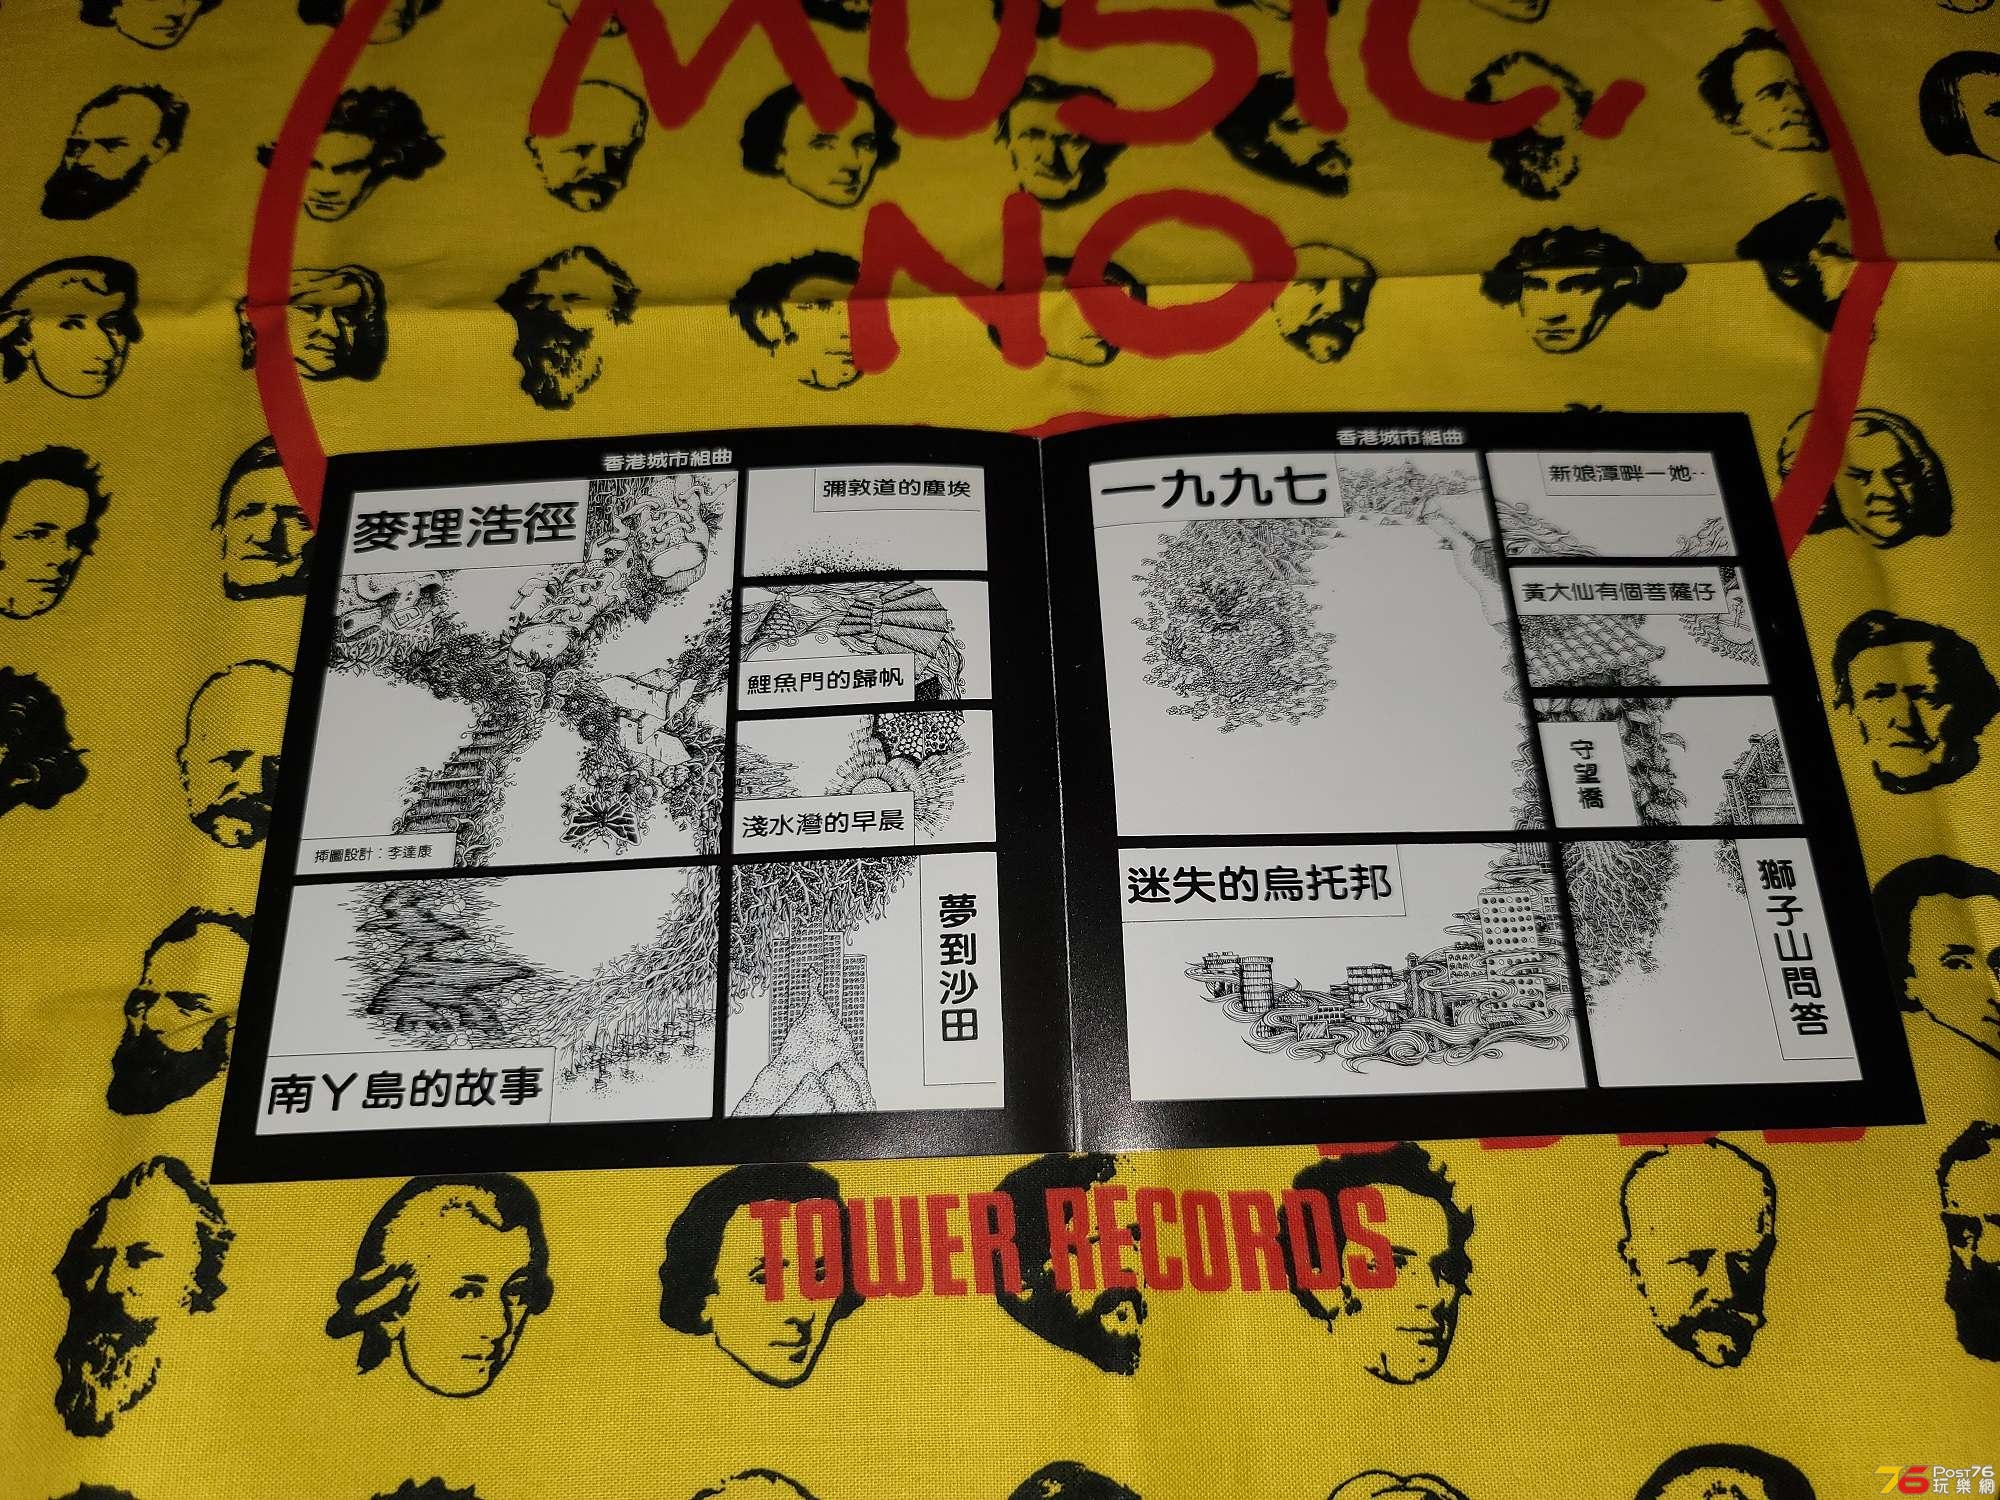 MUSIC,
NO
香港城市組曲
麥理浩徑
彌敦道的塵埃
鯉魚門的歸帆
淺水灣的早晨
挿圖設計：李達康
南丫島的故事
夢到沙田
香港城市組曲
一九九七
新娘潭畔一她‥
黃大仙有個菩薩仔
守望橋
迷失的烏托邦
獅子山問答
TOWER RECORDS
76 POST76
玩樂網